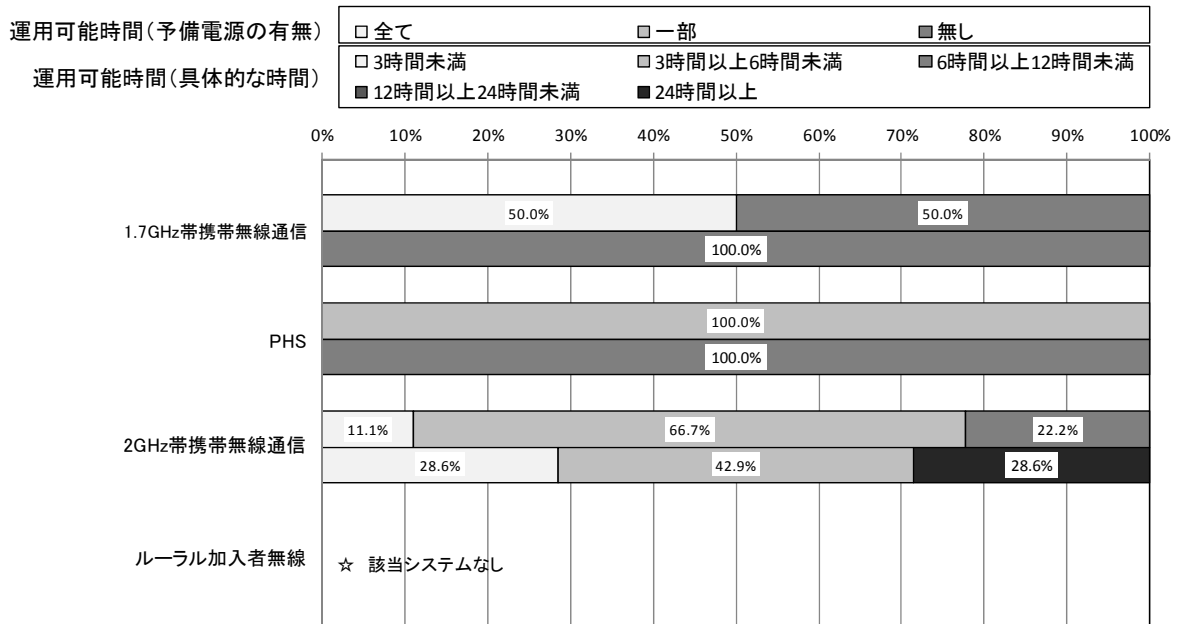 運用可能時間(予備電源の有無) □全て ■一部 ■無し
運用可能時間(具体的な時間) □3時間未満 ■3時間以上6時間未満 ■6時間以上12時間未満
■12時間以上24時間未満 ■24時間以上
0% 10% 20% 30% 40% 50% 60% 70% 80% 90% 100%
1.7GHz帯携帯無線通信
50.0% 50.0%
100.0%
PHS
100.0%
100.0%
2GHz帯携帯無線通信
11.1% 66.7% 22.2%
28.6% 42.9% 28.6%
ルーラル加入者無線
☆ 該当システムなし